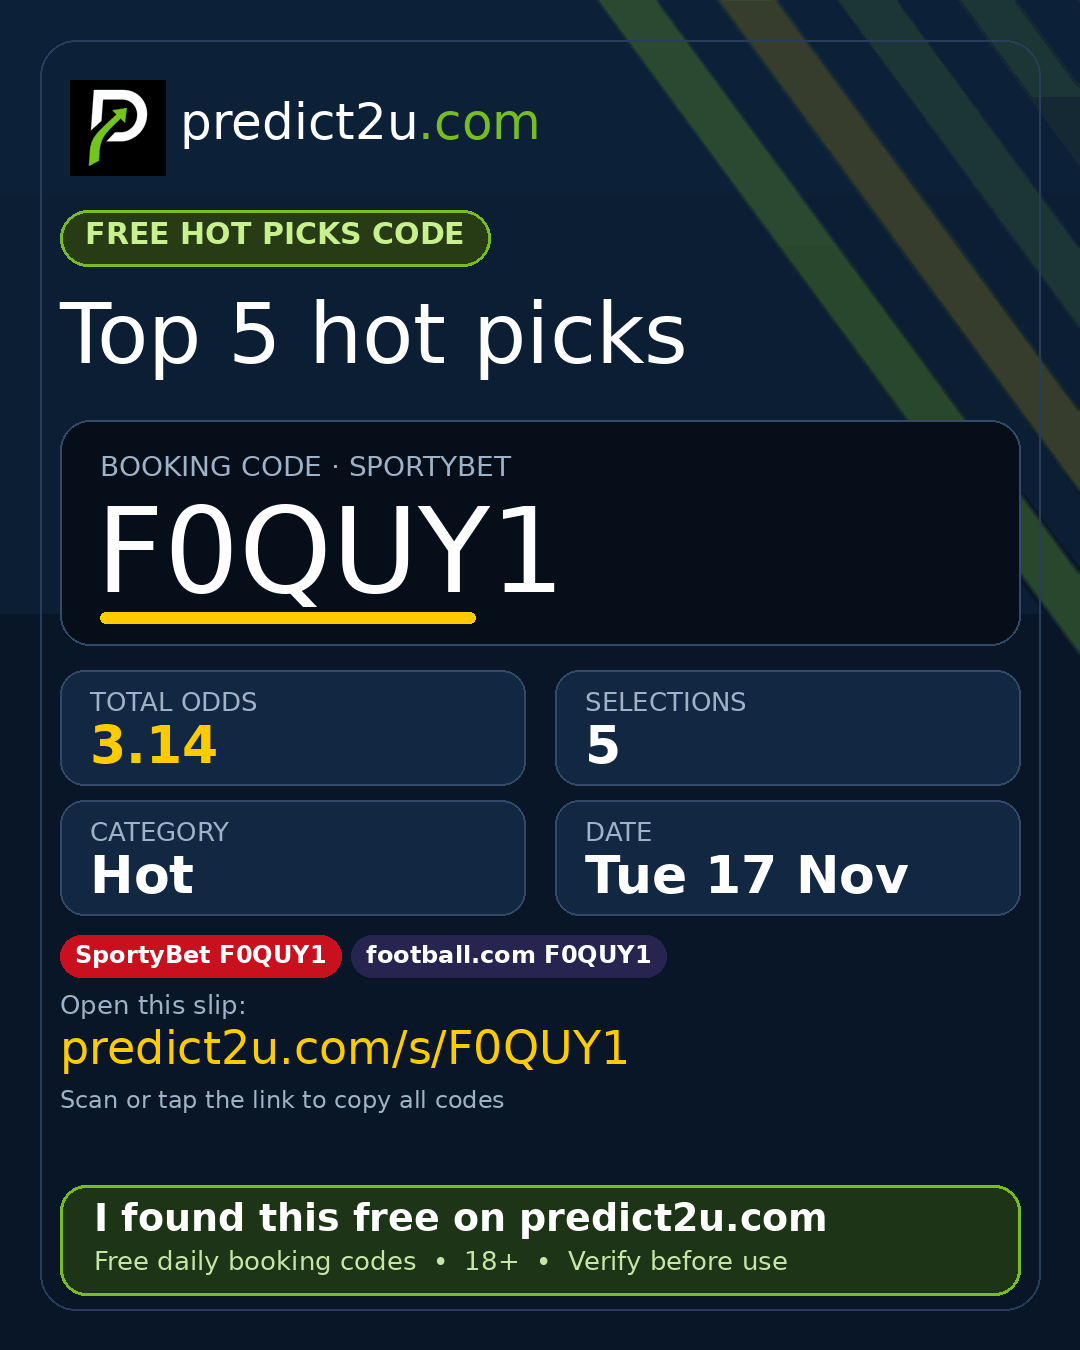 predict2u.com
FREE HOT PICKS CODE
Top 5 hot picks
BOOKING CODE · SPORTYBET
F0QUY1
TOTAL ODDS
3.14
SELECTIONS
5
CATEGORY
Hot
DATE
Tue 17 Nov
SportyBet F0QUY1
football.com F0QUY1
Open this slip:
predict2u.com/s/F0QUY1
Scan or tap the link to copy all codes
I found this free on predict2u.com
Free daily booking codes • 18+ • Verify before use